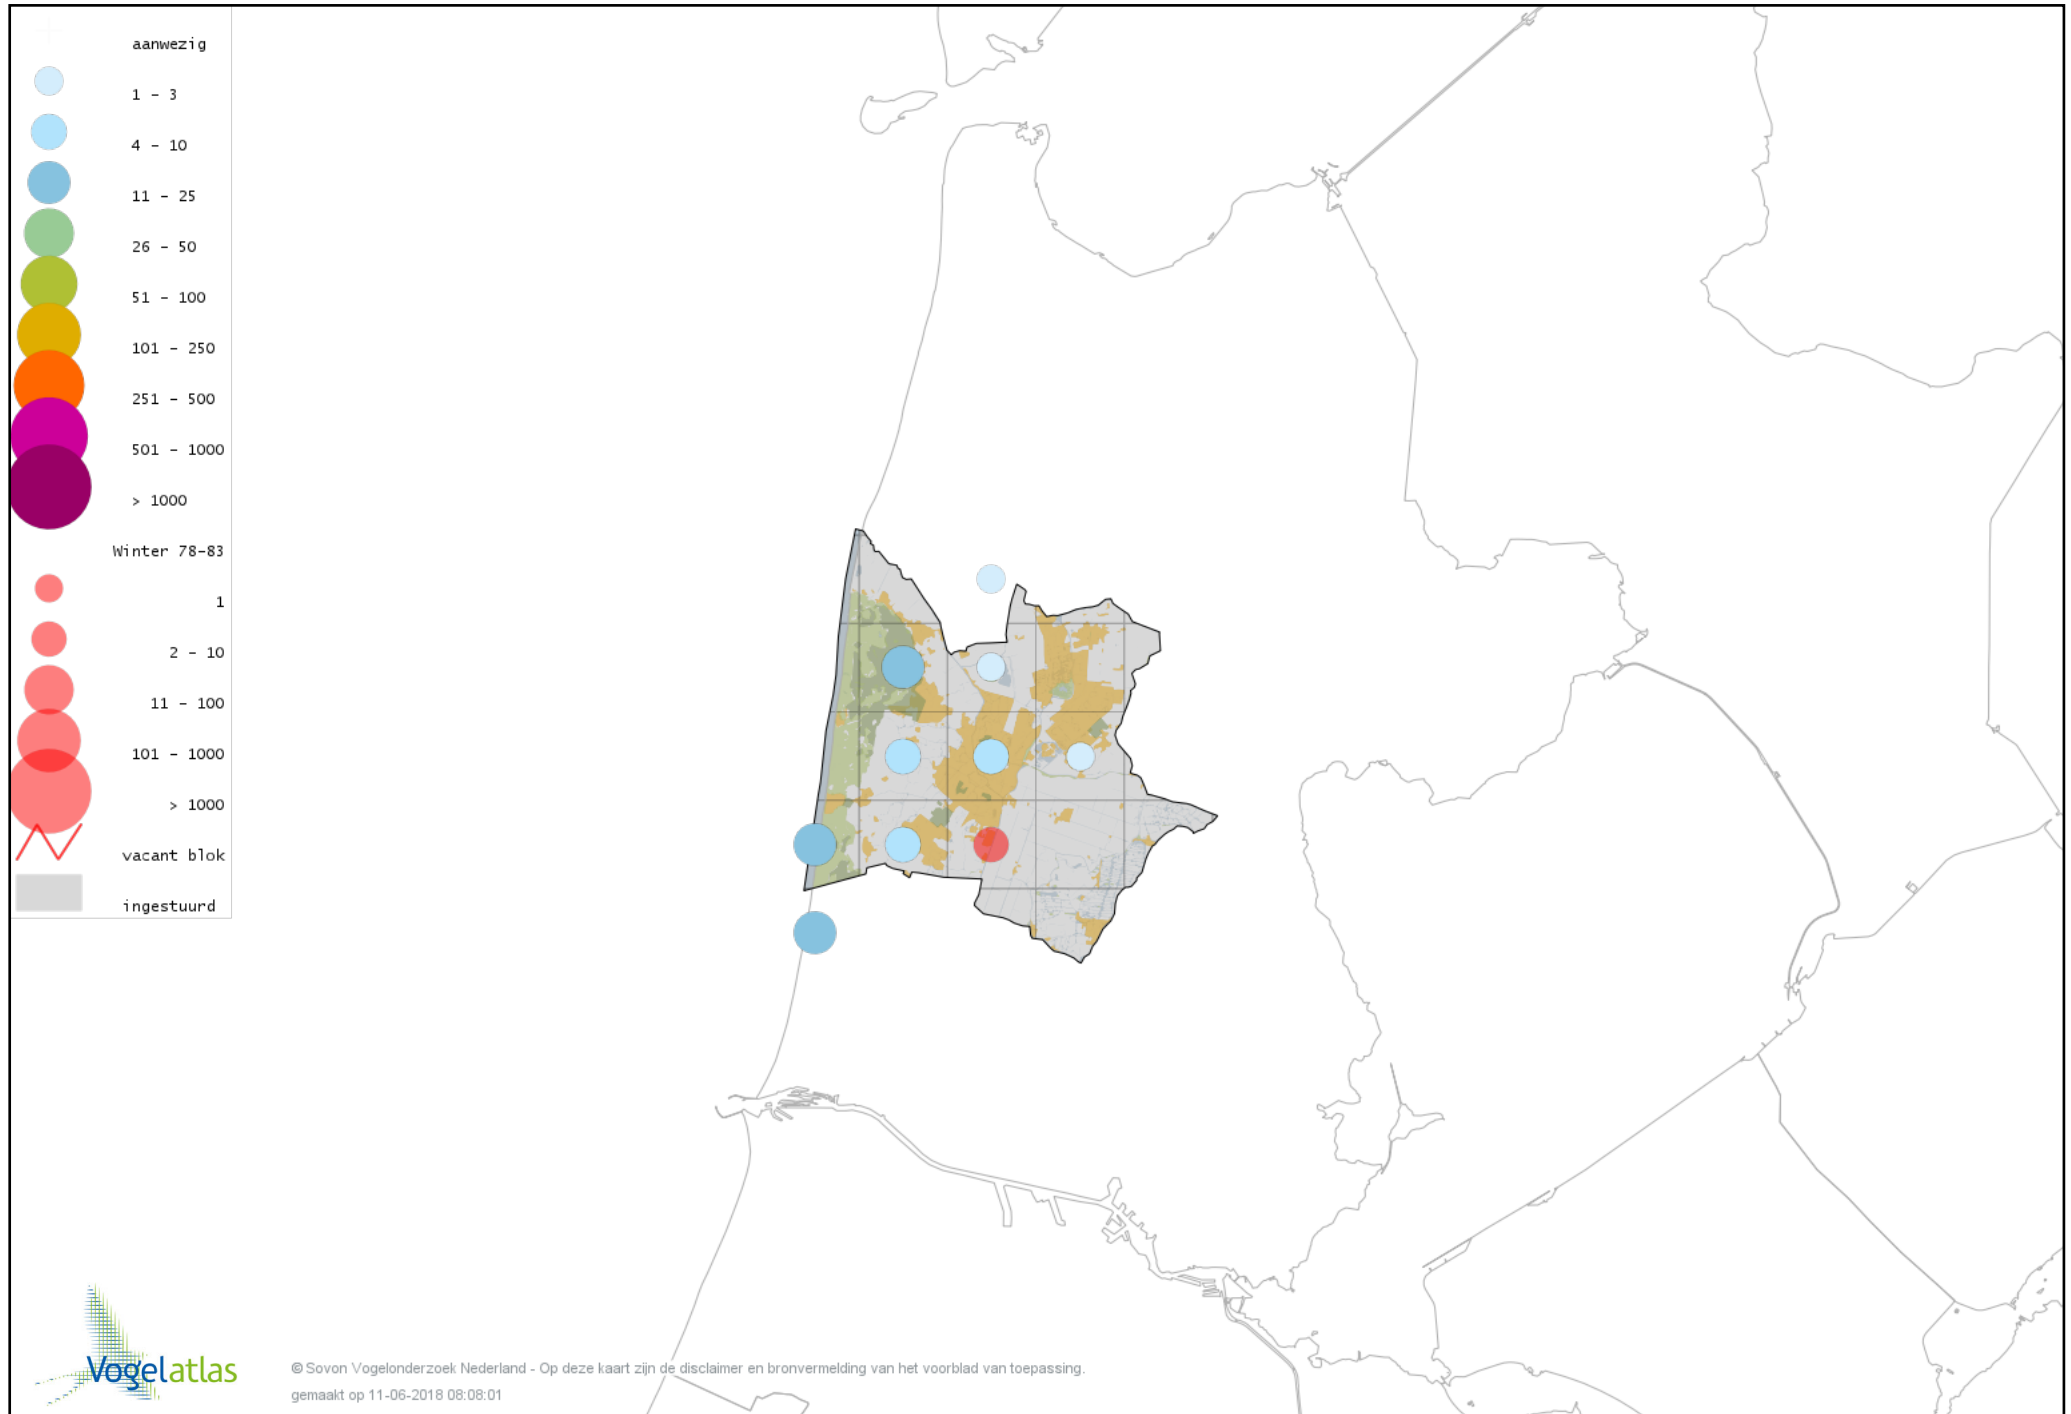 aanwezig
1 - 3
4 - 10
11 - 25
26 - 50
51 - 100
101 - 250
251 - 500
501 - 1000
> 1000
Winter 78-83
1
2 - 10
11 - 100
101 - 1000
> 1000
vacant blok
ingestuurd
Vogelatlas
© Sovon Vogelonderzoek Nederland - Op deze kaart zijn de disclaimer en bronvermelding van het voorblad van toepassing.
gemaakt op 11-06-2018 08:08:01